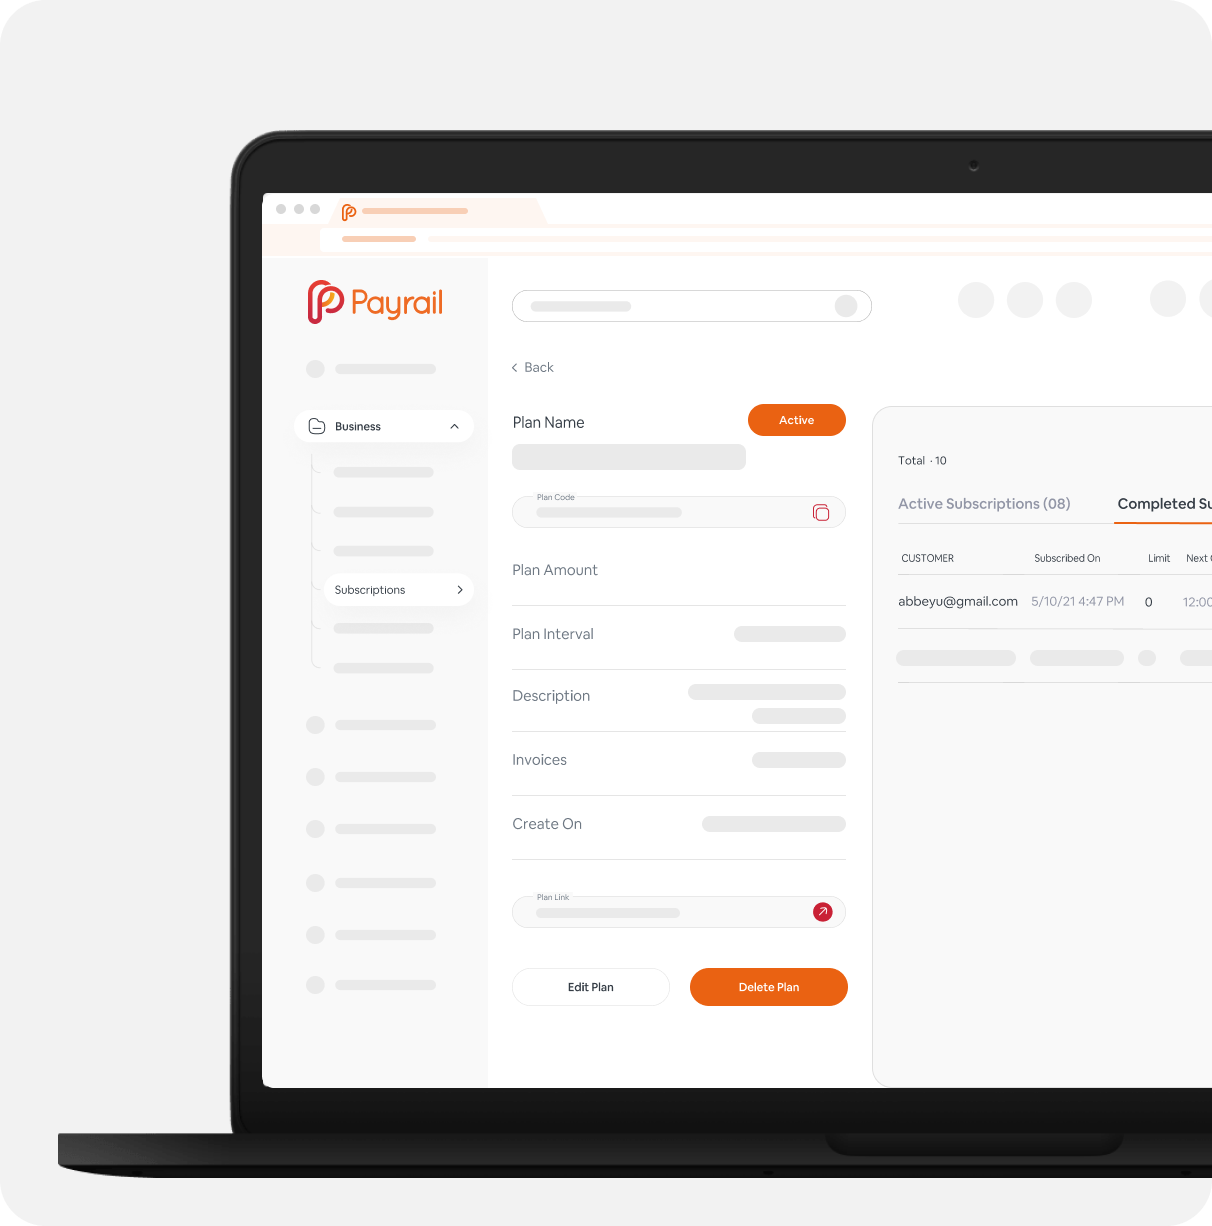 Payrail
Back
Business
Subscriptions
Plan Name
Active
Plan Code
Plan Amount
Plan Interval
Description
Invoices
Create On
Plan Link
Edit Plan
Delete Plan
Total · 10
Active Subscriptions (08) Completed
CUSTOMER Subscribed On Limit Next
abbeyu@gmail.com 5/10/21 4:47 PM 0 12:00